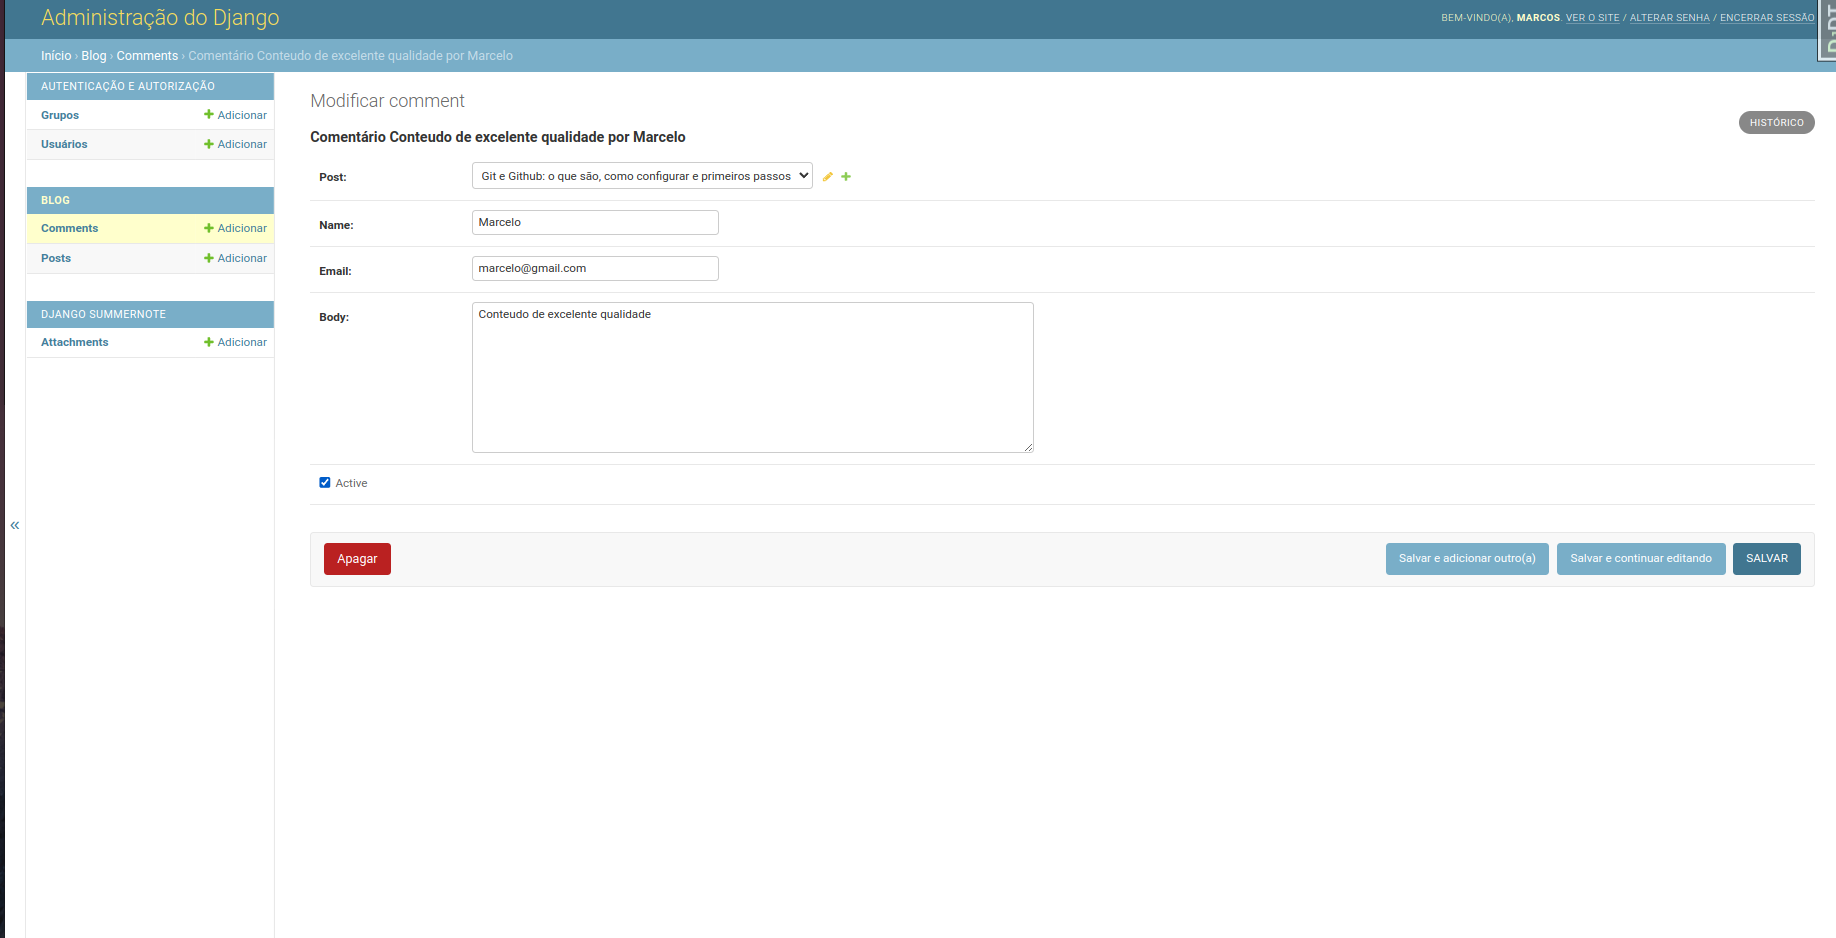 Administração do Django
BEM-VINDO(A), MARCOS. VER O SITE / ALTERAR SENHA / ENCERRAR SESSÃO
DjDT
Início › Blog › Comments › Comentário Conteudo de excelente qualidade por Marcelo
AUTENTICAÇÃO E AUTORIZAÇÃO
Grupos + Adicionar
Usuários + Adicionar
BLOG
Comments + Adicionar
Posts + Adicionar
DJANGO SUMMERNOTE
Attachments + Adicionar
«
Modificar comment
HISTÓRICO
Comentário Conteudo de excelente qualidade por Marcelo
Post: Git e Github: o que são, como configurar e primeiros passos
Name: Marcelo
Email: marcelo@gmail.com
Body: Conteudo de excelente qualidade
Active
Apagar
Salvar e adicionar outro(a)
Salvar e continuar editando
SALVAR